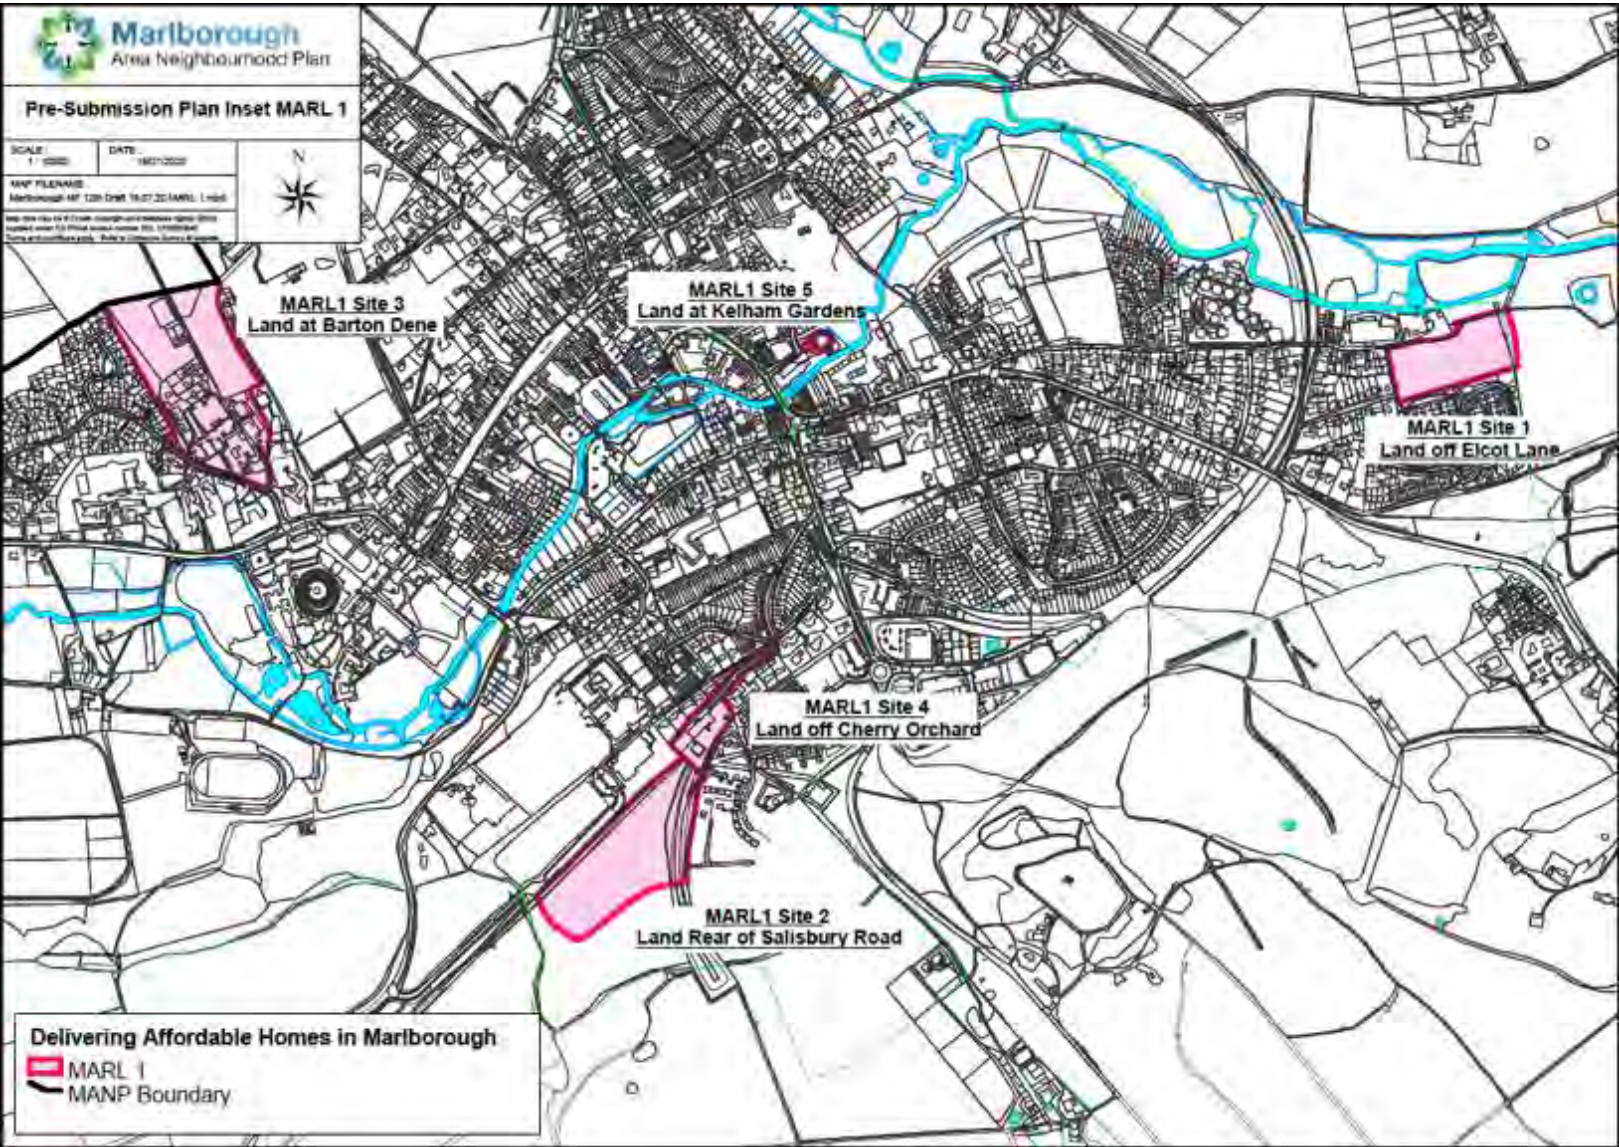 Marlborough
Area Neighbourhood Plan
Pre-Submission Plan Inset MARL 1
SCALE :
DATE :
N
MAP FILENAME
MARL1 Site 3
Land at Barton Dene
MARL1 Site 5
Land at Kelham Gardens
MARL1 Site 1
Land off Elcot Lane
MARL1 Site 4
Land off Cherry Orchard
MARL1 Site 2
Land Rear of Salisbury Road
Delivering Affordable Homes in Marlborough
MARL 1
MANP Boundary